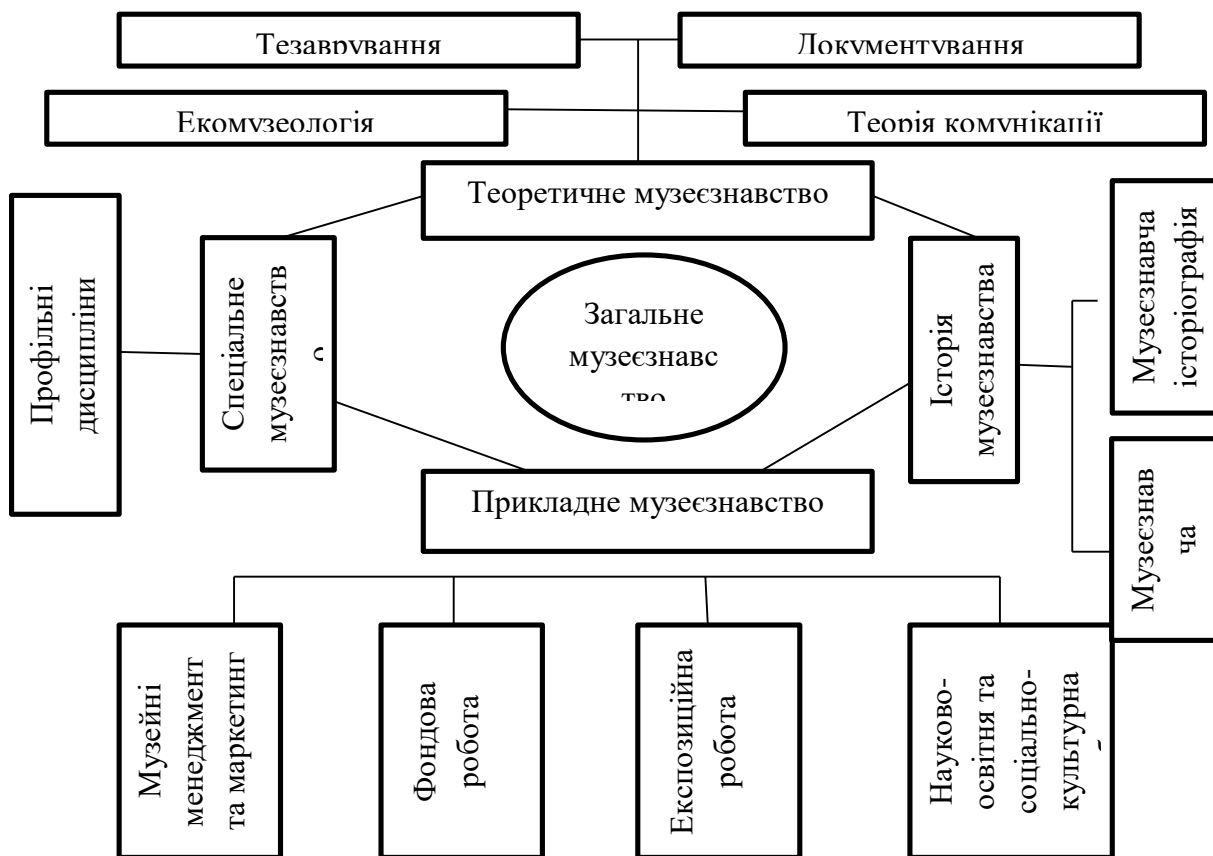 Тезаврування
Документування
Екомузеологія
Теорія комунікації
Теоретичне музеєзнавство
Профільні
дисципліни
Спеціальне
музеєзнавств
о
Загальне
музеєзнавс
тво
Історія
музеєзнавства
Музеєзнавча
історіографія
Музеєзнав
ча
Прикладне музеєзнавство
Музейні
менеджмент
та маркетинг
Фондова
робота
Експозиційна
робота
Науково-
освітня та
соціально-
культурна